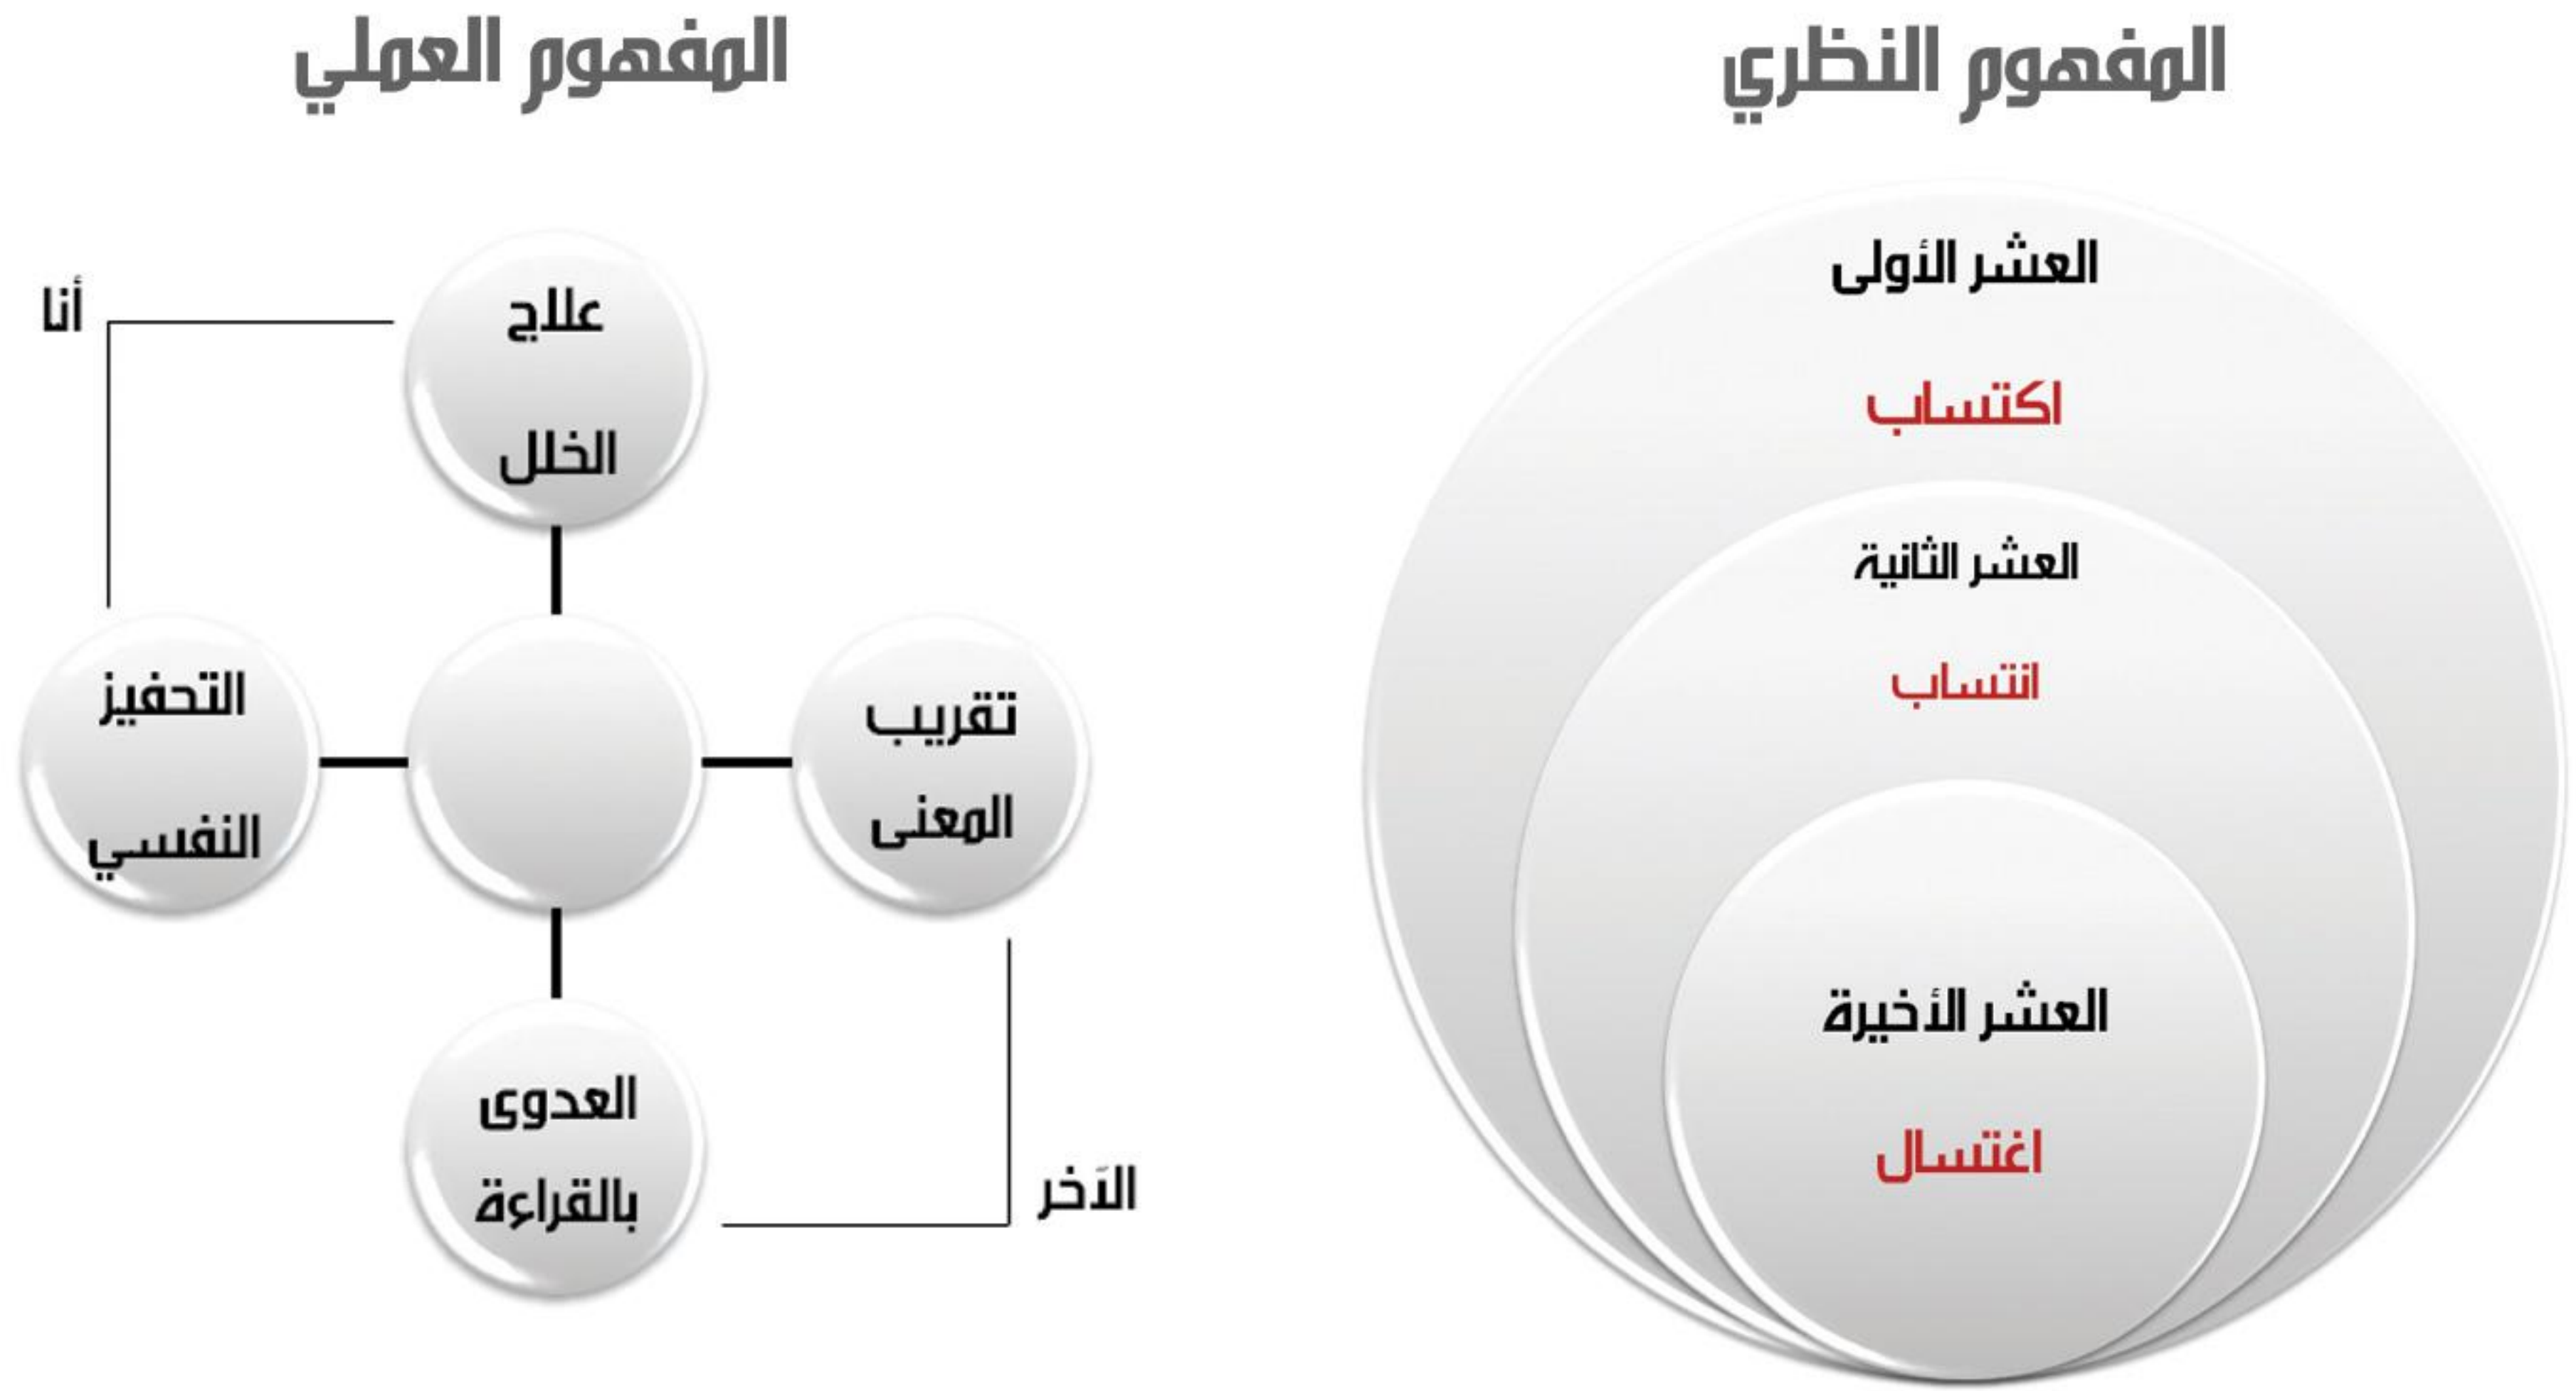 المفهوم النظري
العشر الأولى
اكتساب
العشر الثانية
انتساب
العشر الأخيرة
اغتسال
المفهوم العملي
أنا
علاج
الخلل
تقريب
المعنى
التحفيز
النفسي
العدوى
بالقراءة
الآخر